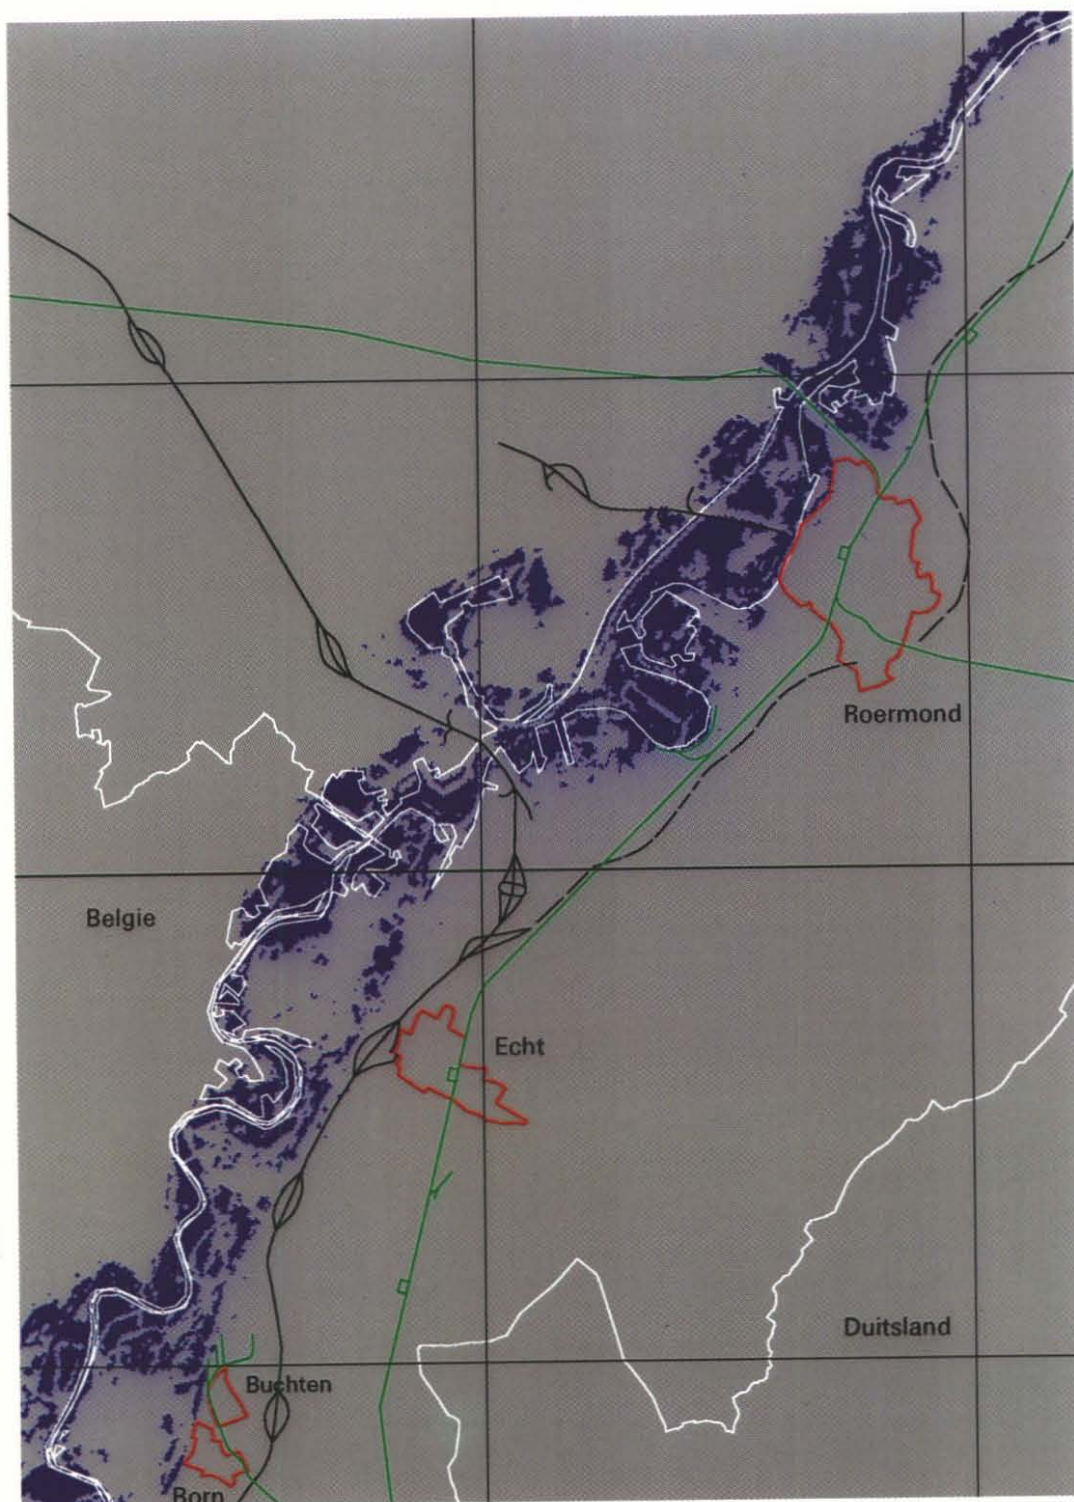 Roermond
Belgie
Echt
Duitsland
Buchten
Born